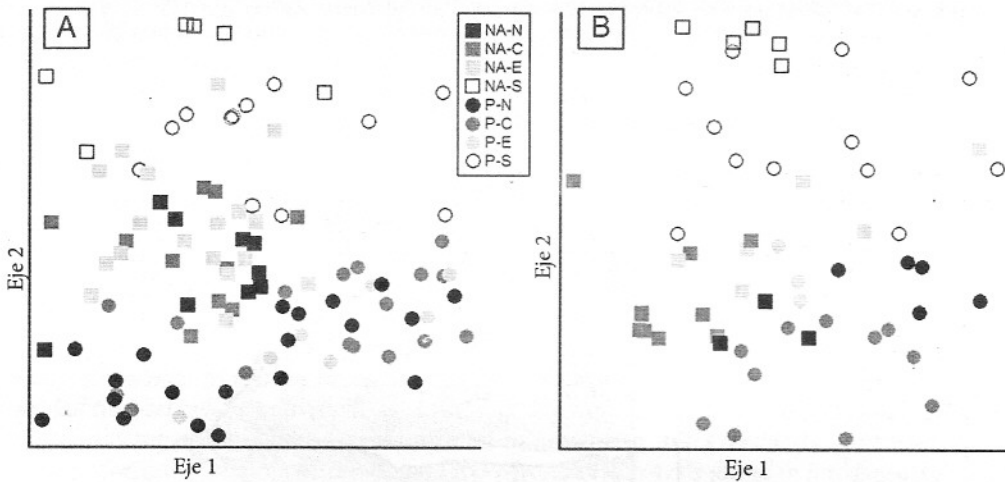 A
NA-N
NA-C
NA-E
NA-S
P-N
P-C
P-E
P-S
B
Eje 2
Eje 1
Eje 2
Eje 1